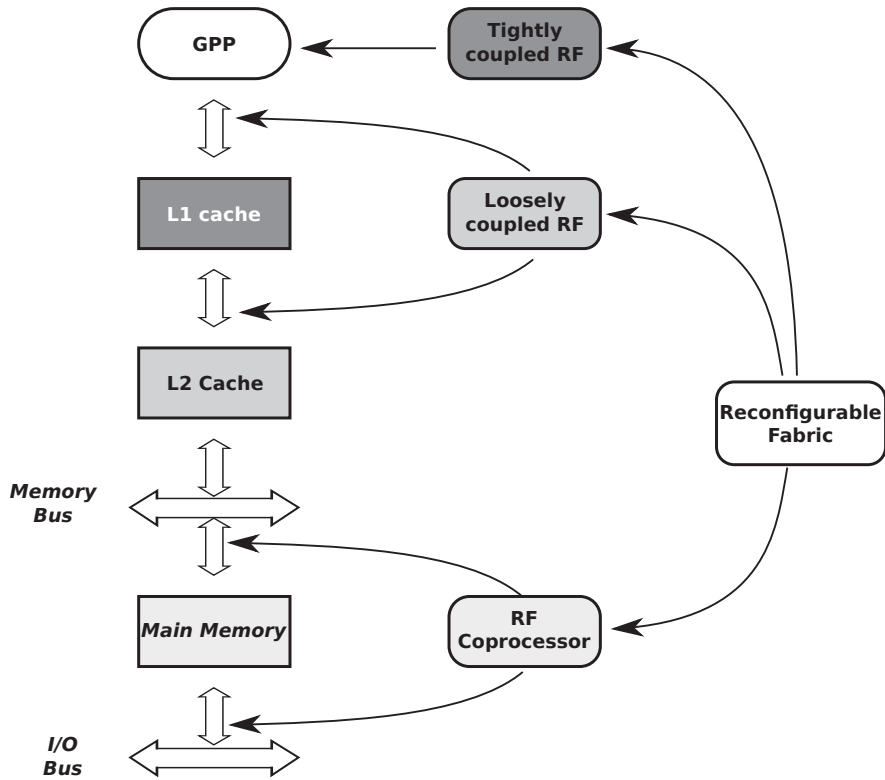 GPP
Tightly
coupled RF
L1 cache
Loosely
coupled RF
L2 Cache
Reconfigurable
Fabric
Memory
Bus
Main Memory
RF
Coprocessor
I/O
Bus